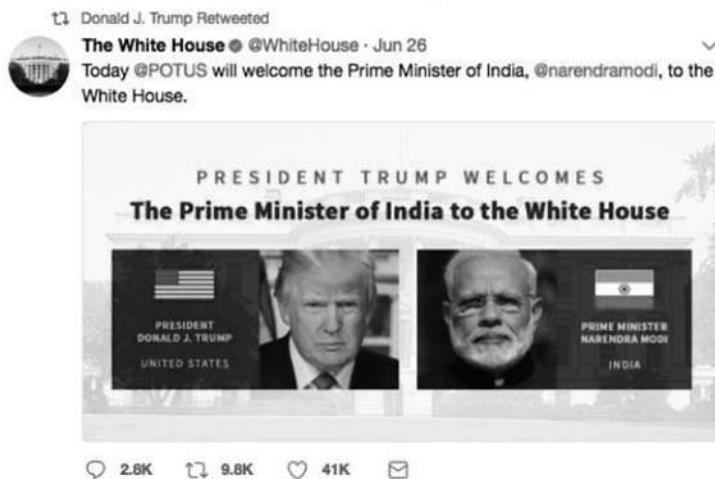 Donald J. Trump Retweeted
The White House @WhiteHouse · Jun 26
Today @POTUS will welcome the Prime Minister of India, @narendramodi, to the
White House.
PRESIDENT TRUMP WELCOMES
The Prime Minister of India to the White House
PRESIDENT
DONALD J. TRUMP
UNITED STATES
PRIME MINISTER
NARENDRA MODI
INDIA
2.6K 9.8K 41K